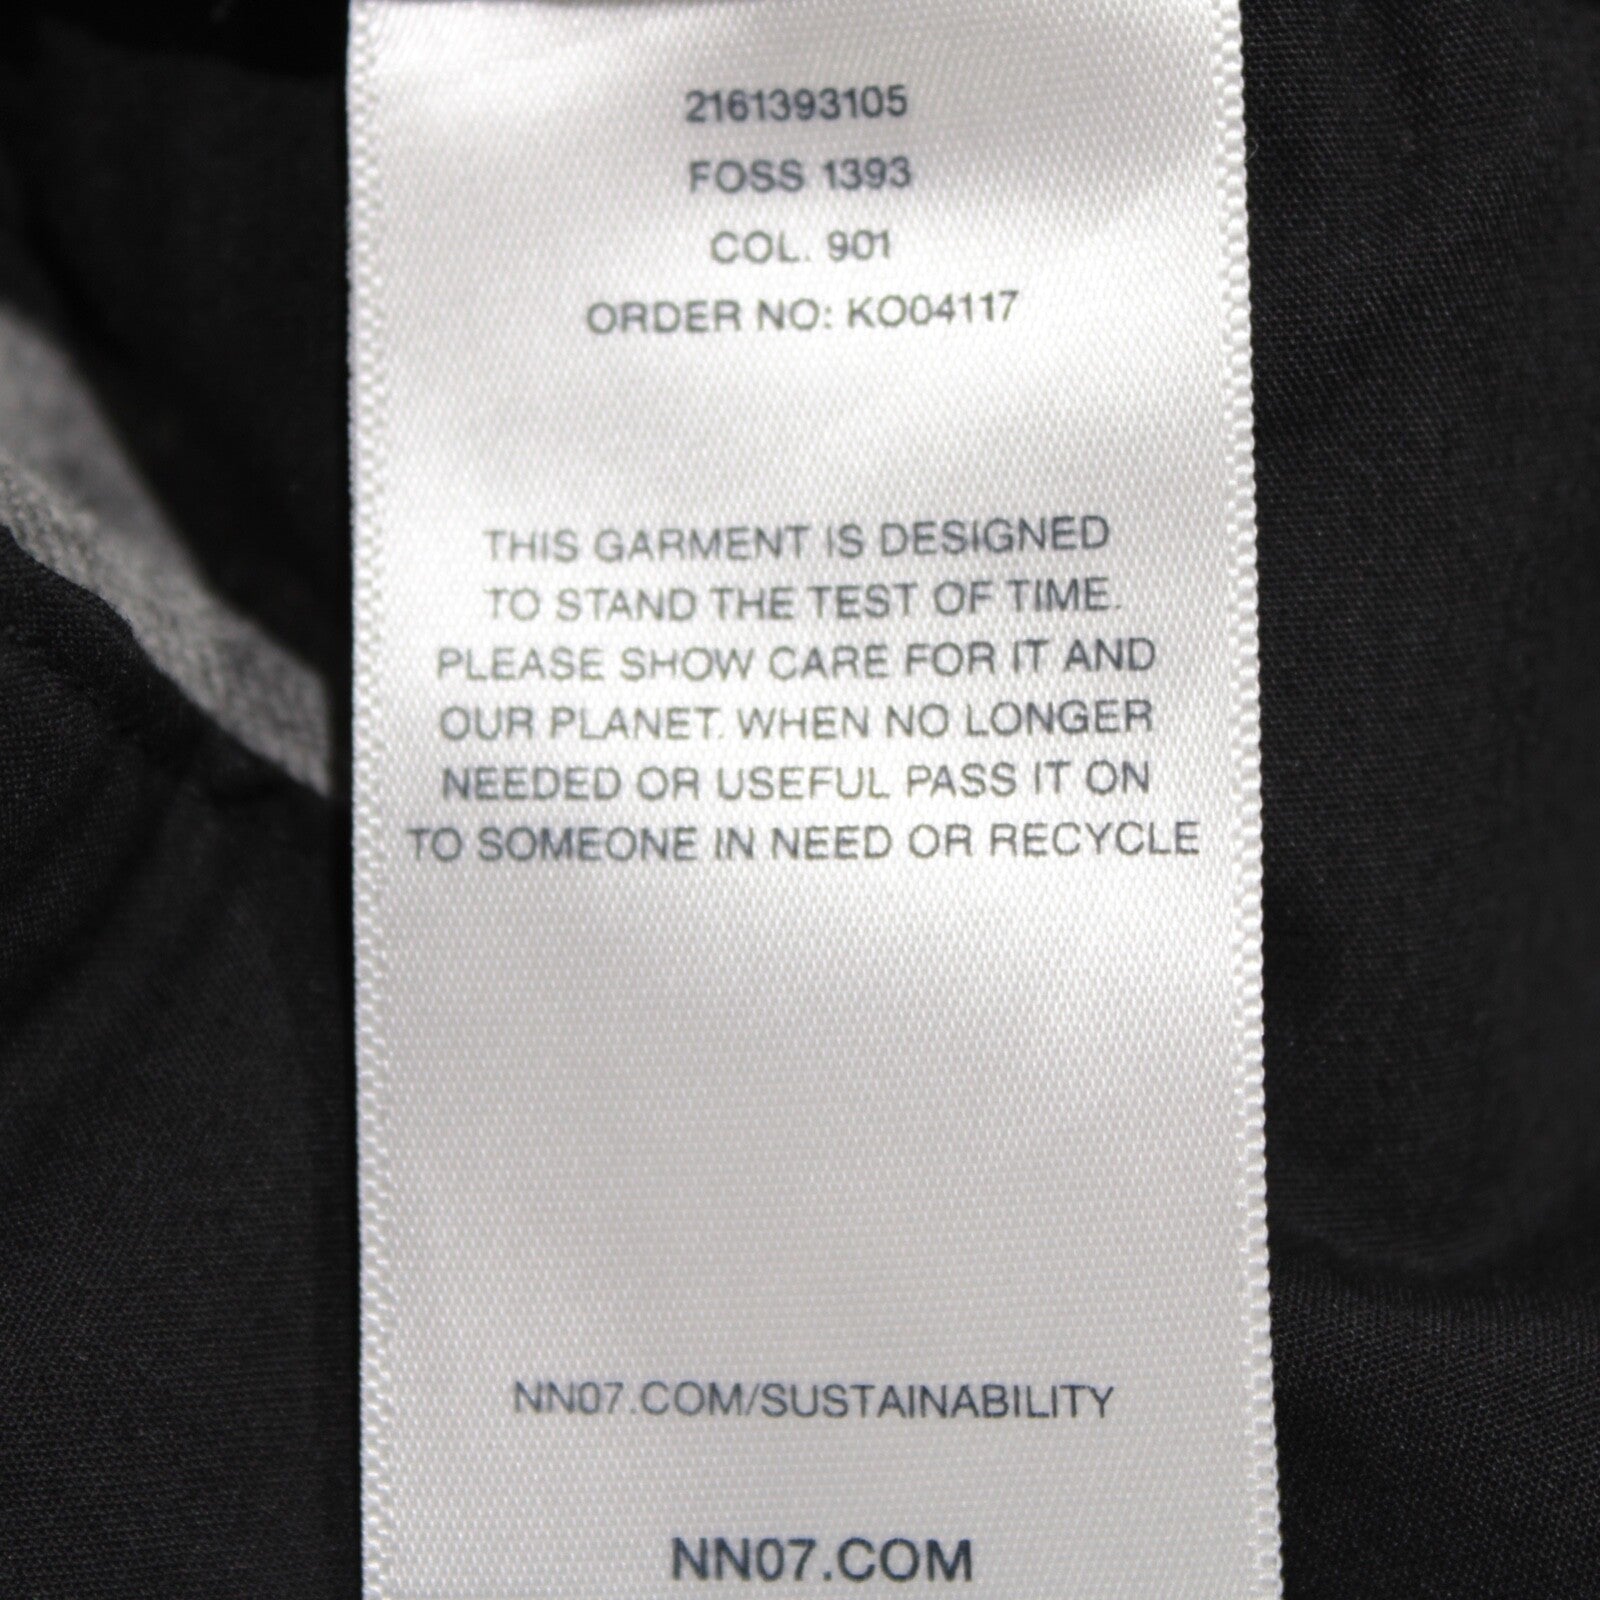 2161393105
FOSS 1393
COL. 901
ORDER NO: KO04117
THIS GARMENT IS DESIGNED
TO STAND THE TEST OF TIME.
PLEASE SHOW CARE FOR IT AND
OUR PLANET. WHEN NO LONGER
NEEDED OR USEFUL PASS IT ON
TO SOMEONE IN NEED OR RECYCLE
NN07.COM/SUSTAINABILITY
NN07.COM